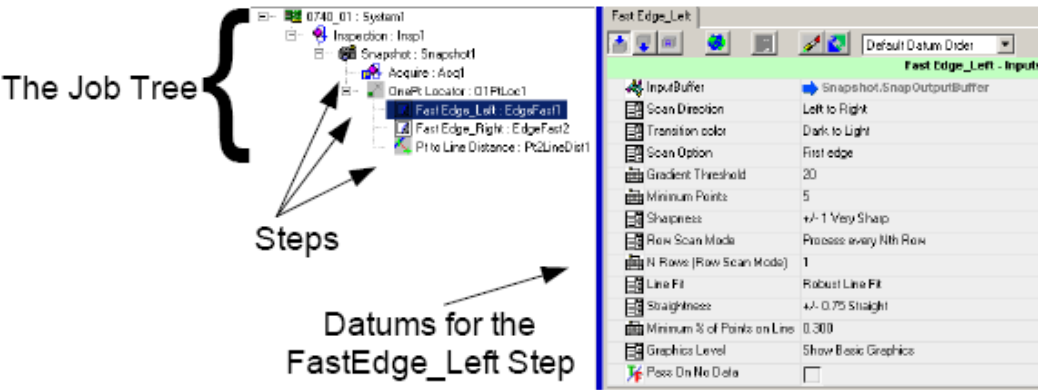 The Job Tree
0740_01 : System1
Inspection : Insp1
Snapshot : Snapshot1
Acquire : Acq1
OnePt Locator : O1PtLoc1
Fast Edge_Left : EdgeFast1
Fast Edge_Right : EdgeFast2
Pt to Line Distance : Pt2LineDist1
Steps
Datums for the
FastEdge_Left Step
Fast Edge_Left
Default Datum Order
Fast Edge_Left - Inputs
InputBuffer Snapshot.SnapOutputBuffer
Scan Direction Left to Right
Transition color Dark to Light
Scan Option First edge
Gradient Threshold 20
Minimum Points 5
Sharpness +/- 1 Very Sharp
Row Scan Mode Process every Nth Row
N Rows (Row Scan Mode) 1
Line Fit Robust Line Fit
Straightness +/- 0.75 Straight
Minimum % of Points on Line 0.300
Graphics Level Show Basic Graphics
Pass On No Data